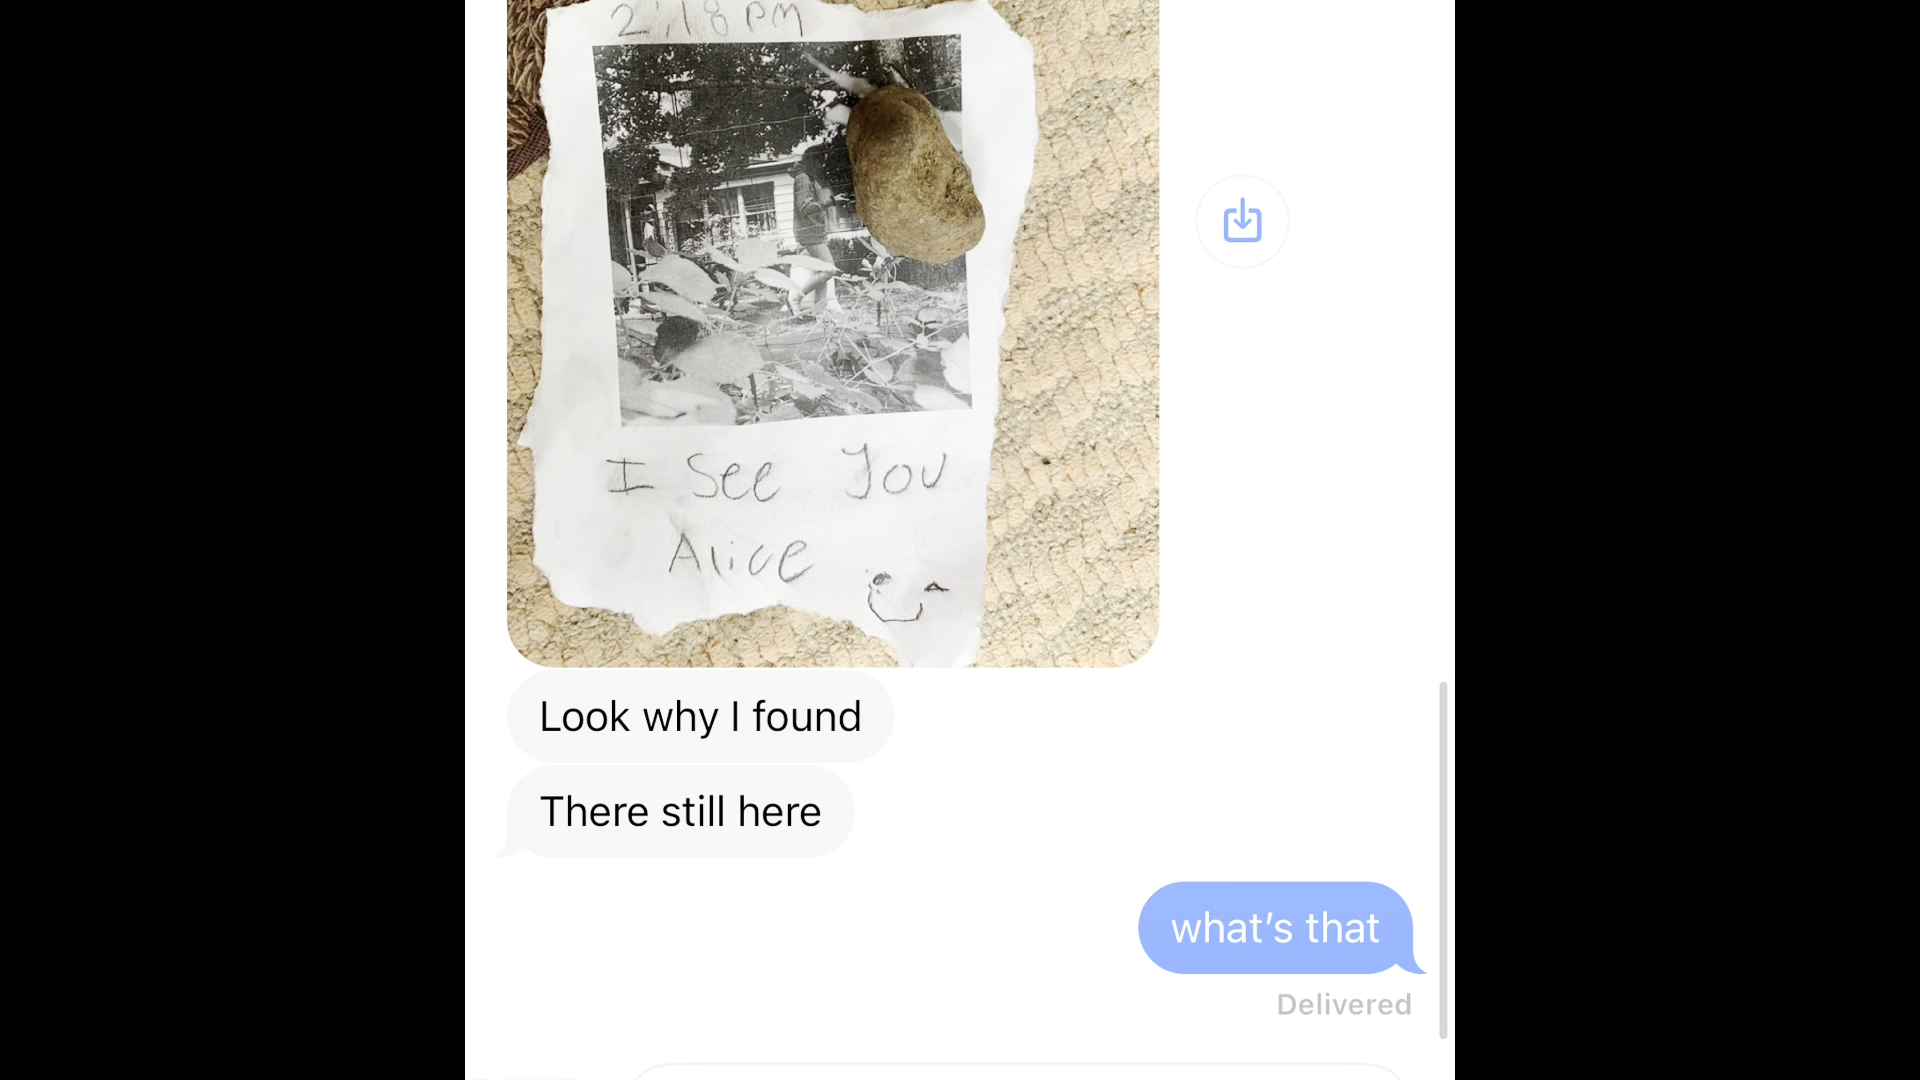 2:18 PM
I See You
Alice
Look why I found
There still here
what's that
Delivered